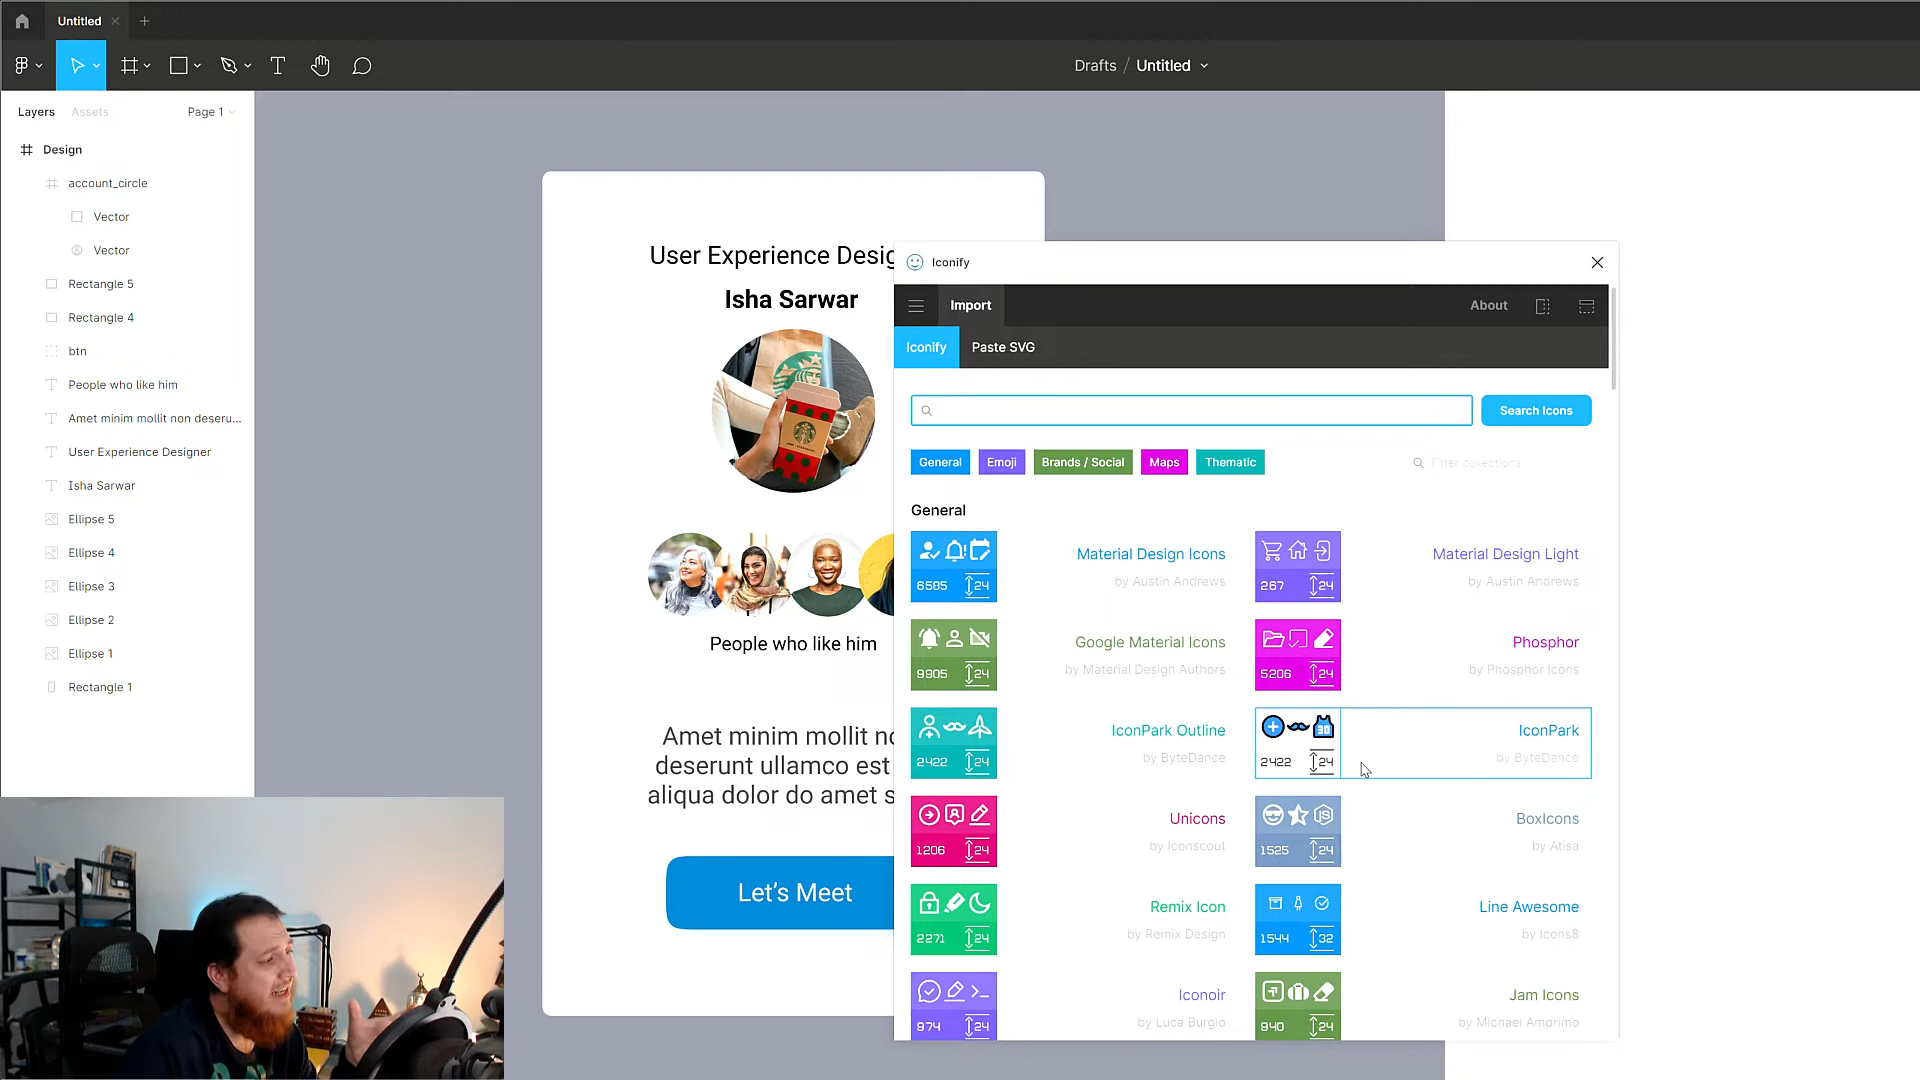 Untitled
Drafts / Untitled
Layers
Assets
Page 1
Design
account_circle
Vector
Vector
Rectangle 5
Rectangle 4
btn
People who like him
Amet minim mollit non deseru...
User Experience Designer
Isha Sarwar
Ellipse 5
Ellipse 4
Ellipse 3
Ellipse 2
Ellipse 1
Rectangle 1
User Experience Desig
Isha Sarwar
People who like him
Amet minim mollit no
deserunt ullamco est
aliqua dolor do amet s
Let's Meet
Iconify
Import
About
Iconify
Paste SVG
Search Icons
General
Emoji
Brands / Social
Maps
Thematic
Filter collections
General
Material Design Icons
by Austin Andrews
6585 24
Material Design Light
by Austin Andrews
267 24
Google Material Icons
by Material Design Authors
9905 24
Phosphor
by Phosphor Icons
5206 24
IconPark Outline
by ByteDance
2422 24
30
IconPark
by ByteDance
2422 24
Unicons
by Iconscout
1206 24
JS
BoxIcons
by Atisa
1525 24
Remix Icon
by Remix Design
2271 24
Line Awesome
by Icons8
1544 32
Iconoir
by Luca Burgio
974 24
Jam Icons
by Michael Amprimo
940 24